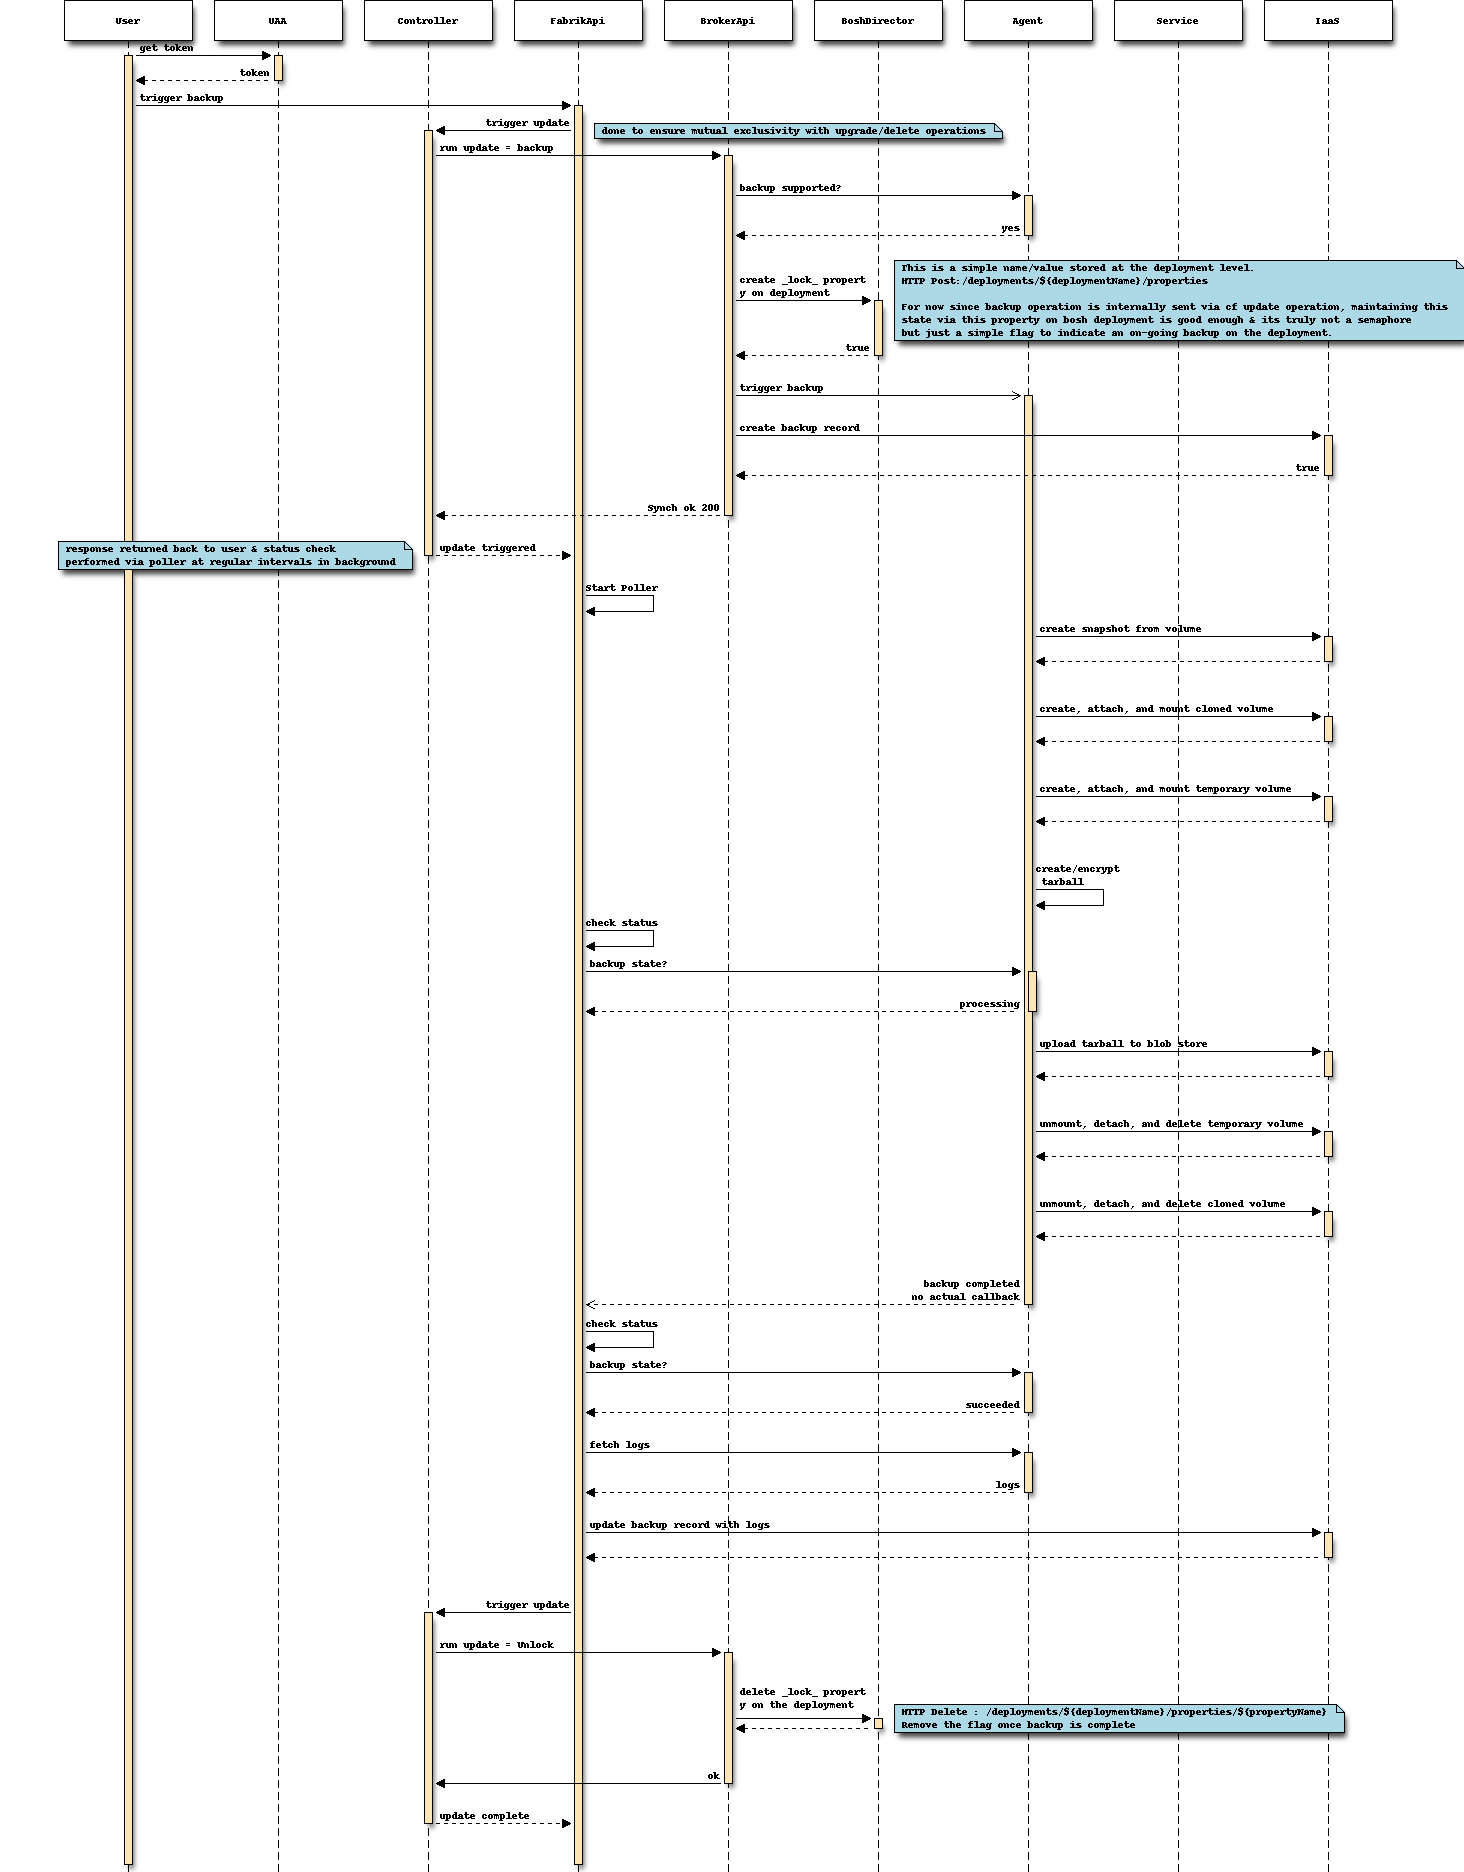 User
UAA
Controller
FabrikApi
BrokerApi
BoshDirector
Agent
Service
IaaS
get token
token
trigger backup
trigger update
done to ensure mutual exclusivity with upgrade/delete operations
run update = backup
backup supported?
yes
create _lock_ propert
y on deployment
This is a simple name/value stored at the deployment level.
HTTP Post:/deployments/${deploymentName}/properties
For now since backup operation is internally sent via cf update operation, maintaining this
state via this property on bosh deployment is good enough & its truly not a semaphore
but just a simple flag to indicate an on-going backup on the deployment.
true
trigger backup
create backup record
true
Synch ok 200
response returned back to user & status check
performed via poller at regular intervals in background
update triggered
Start Poller
create snapshot from volume
create, attach, and mount cloned volume
create, attach, and mount temporary volume
create/encrypt
tarball
check status
backup state?
processing
upload tarball to blob store
unmount, detach, and delete temporary volume
unmount, detach, and delete cloned volume
backup completed
no actual callback
check status
backup state?
succeeded
fetch logs
logs
update backup record with logs
trigger update
run update = Unlock
delete _lock_ propert
y on the deployment
HTTP Delete : /deployments/${deploymentName}/properties/${propertyName}
Remove the flag once backup is complete
ok
update complete